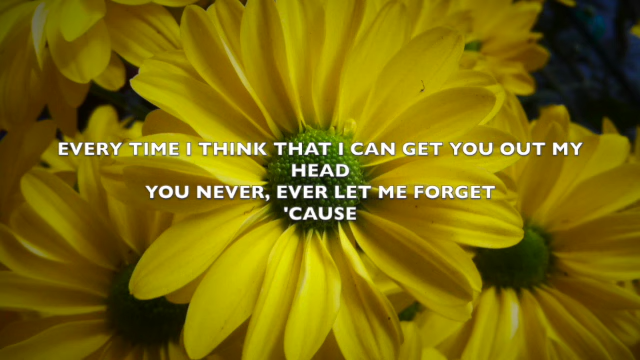 EVERY TIME I THINK THAT I CAN GET YOU OUT MY
HEAD
YOU NEVER, EVER LET ME FORGET
'CAUSE